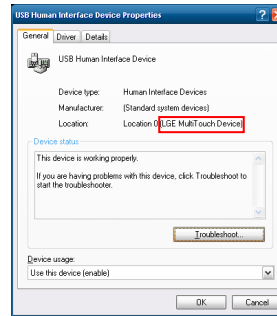 USB Human Interface Device Properties
General Driver Details
USB Human Interface Device
Device type: Human Interface Devices
Manufacturer: (Standard system devices)
Location: Location 0 (LGE MultiTouch Device)
Device status
This device is working properly.
If you are having problems with this device, click Troubleshoot to
start the troubleshooter.
Troubleshoot...
Device usage:
Use this device (enable)
OK Cancel